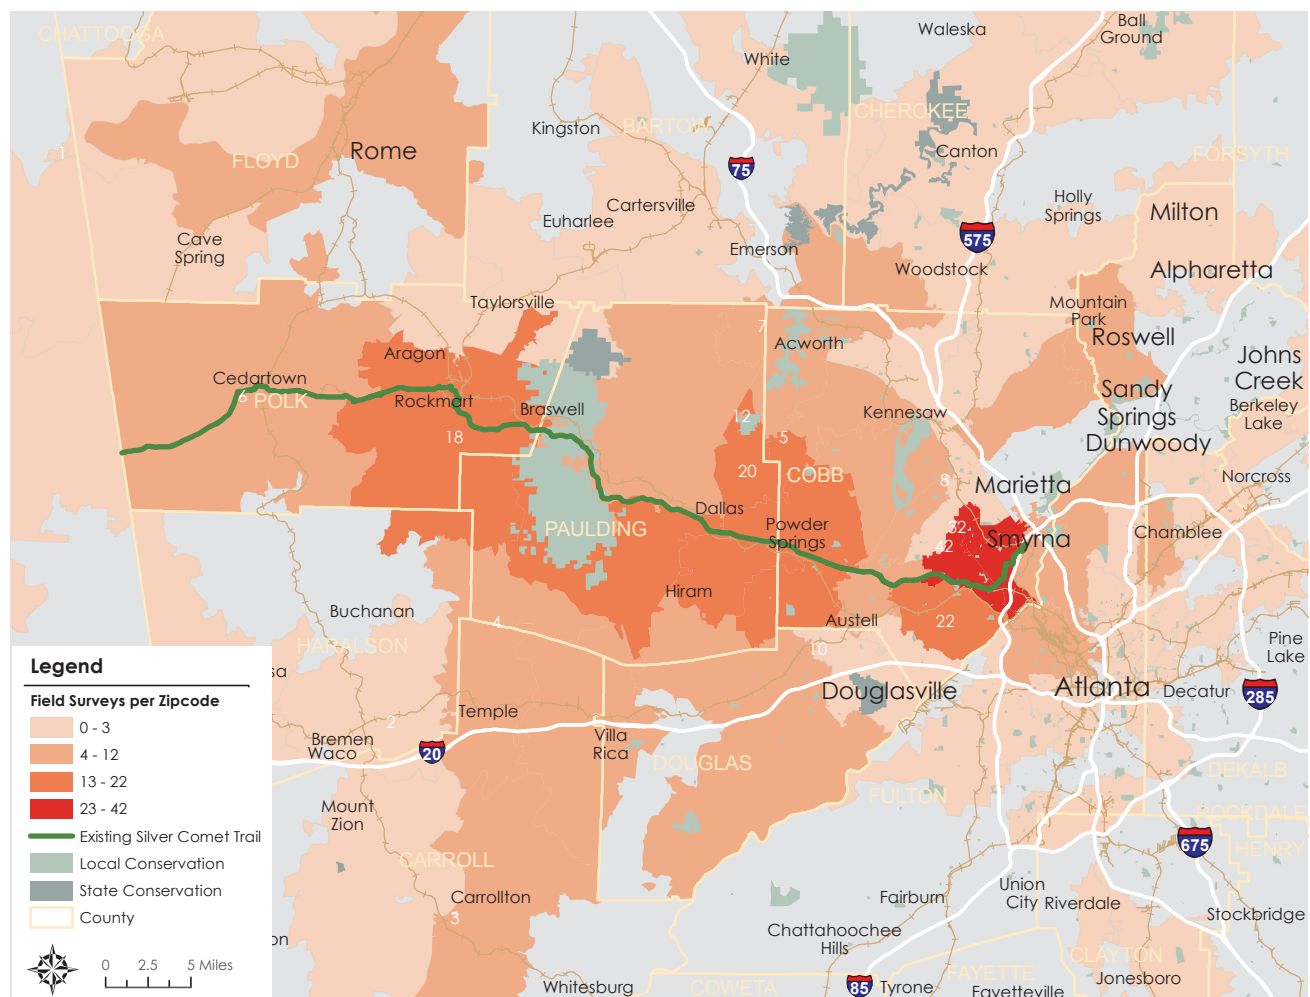 CHATTOOGA
Waleska
Ball
Ground
White
Kingston
BARTOW
CHEROKEE
1
FLOYD
Rome
75
Canton
FORSYTH
Cartersville
Euharlee
Holly
Springs
Milton
Cave
Spring
Emerson
575
Woodstock
Alpharetta
Taylorsville
Mountain
Park
7
Acworth
Roswell
Aragon
Johns
Creek
Cedartown
6
POLK
Rockmart
Braswell
12
Kennesaw
Sandy
Springs
Dunwoody
Berkeley
Lake
18
5
20
COBB
8
Marietta
Norcross
Dallas
PAULDING
Powder
Springs
32
42
Smyrna
Chamblee
Hiram
Buchanan
4
Austell
22
HARALSON
10
Pine
Lake
sa
Douglasville
Atlanta
Decatur
285
2
Temple
Bremen
Waco
20
Villa
Rica
DOUGLAS
DEKALB
FULTON
ROCKDALE
Mount
Zion
675
HENRY
CARROLL
Carrollton
3
Fairburn
Union
City
Riverdale
Stockbridge
Chattahoochee
Hills
on
CLAYTON
Whitesburg
COWETA
85
Tyrone
FAYETTE
Fayetteville
Jonesboro
Legend
Field Surveys per Zipcode
0 - 3
4 - 12
13 - 22
23 - 42
Existing Silver Comet Trail
Local Conservation
State Conservation
County
0 2.5 5 Miles